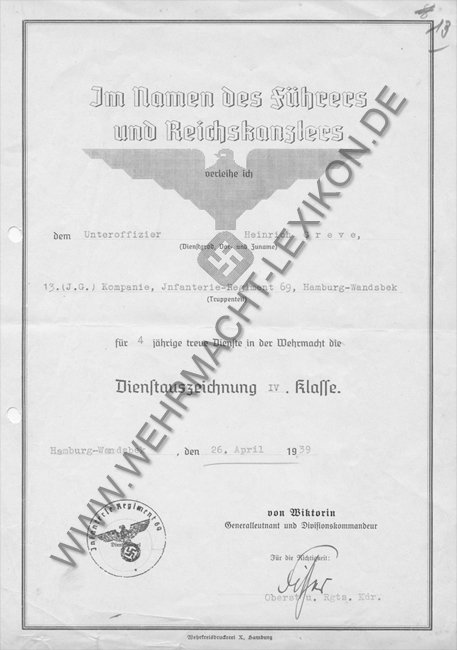 13
Im Namen des Führers
und Reichskanzlers
verleihe ich
dem Unteroffizier Heinrich Greve,
(Dienstgrad, Vor- und Zuname)
13.(J.G.) Kompanie, Jnfanterie-Regiment 69, Hamburg-Wandsbek
(Truppenteil)
für 4 jährige treue Dienste in der Wehrmacht die
Dienstauszeichnung IV. Klasse.
Hamburg-Wandsbek, den 26. April 1939
Infanterie Regiment 69
von Wiktorin
Generalleutnant und Divisionskommandeur
Für die Richtigkeit:
Oberst u. Rgts. Kdr.
Wehrkreisdruckerei X, Hamburg
WWW.WEHRMACHT-LEXIKON.DE